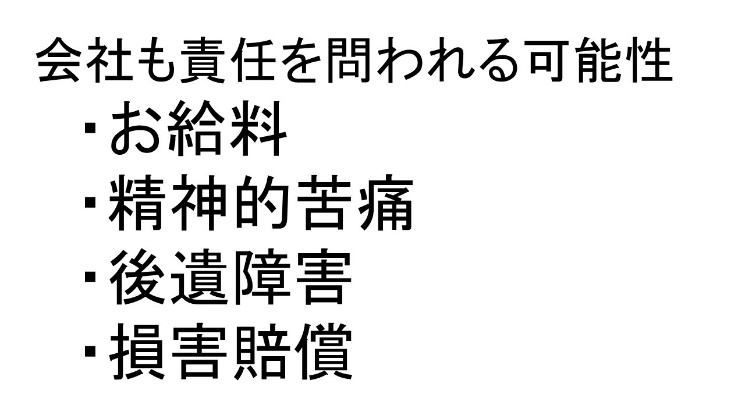 会社も責任を問われる可能性
・お給料
・精神的苦痛
・後遺障害
・損害賠償